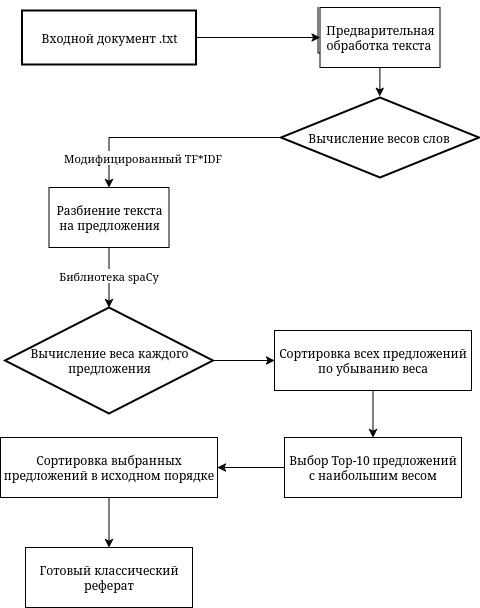 Входной документ .txt
Предварительная
обработка текста
Вычисление весов слов
Модифицированный TF*IDF
Разбиение текста
на предложения
Библиотека spaCy
Вычисление веса каждого
предложения
Сортировка всех предложений
по убыванию веса
Выбор Top-10 предложений
с наибольшим весом
Сортировка выбранных
предложений в исходном порядке
Готовый классический
реферат